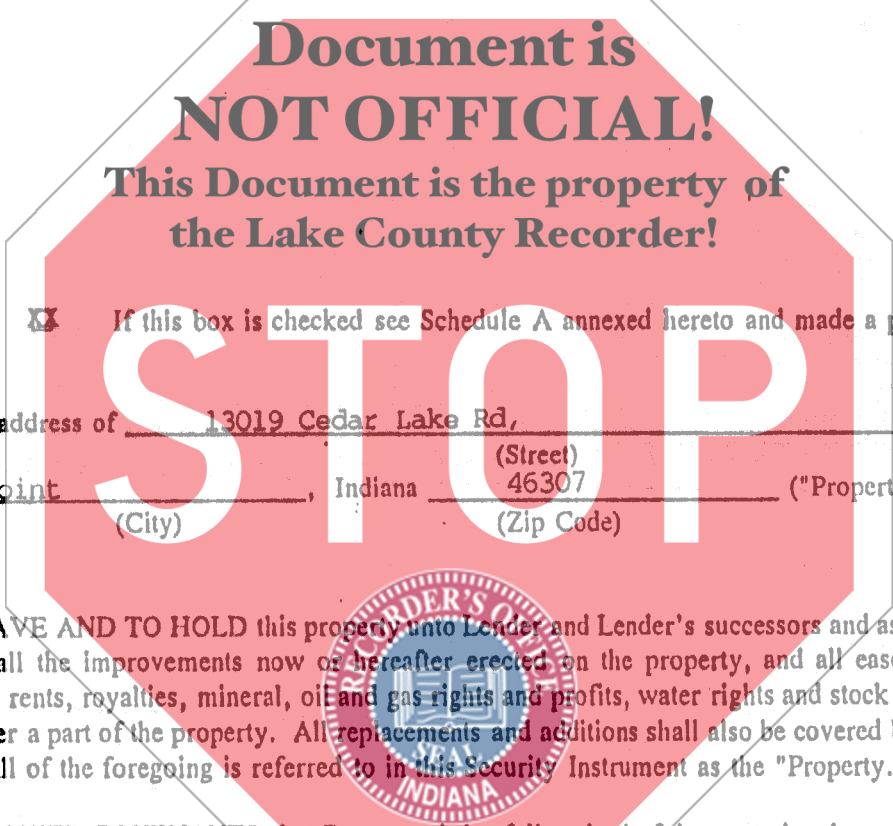 Document is
NOT OFFICIAL!
This Document is the property of
the Lake County Recorder!
STOP
XX If this box is checked see Schedule A annexed hereto and made a p
address of 13019 Cedar Lake Rd,
(Street)
oint, Indiana 46307 ("Propert
(City) (Zip Code)
AVE AND TO HOLD this property unto Lender and Lender's successors and as
all the improvements now or hereafter erected on the property, and all eas
rents, royalties, mineral, oil and gas rights and profits, water rights and stock
er a part of the property. All replacements and additions shall also be covered
ll of the foregoing is referred to in this Security Instrument as the "Property.
RECORDER'S OFFICE
SEAL
INDIANA